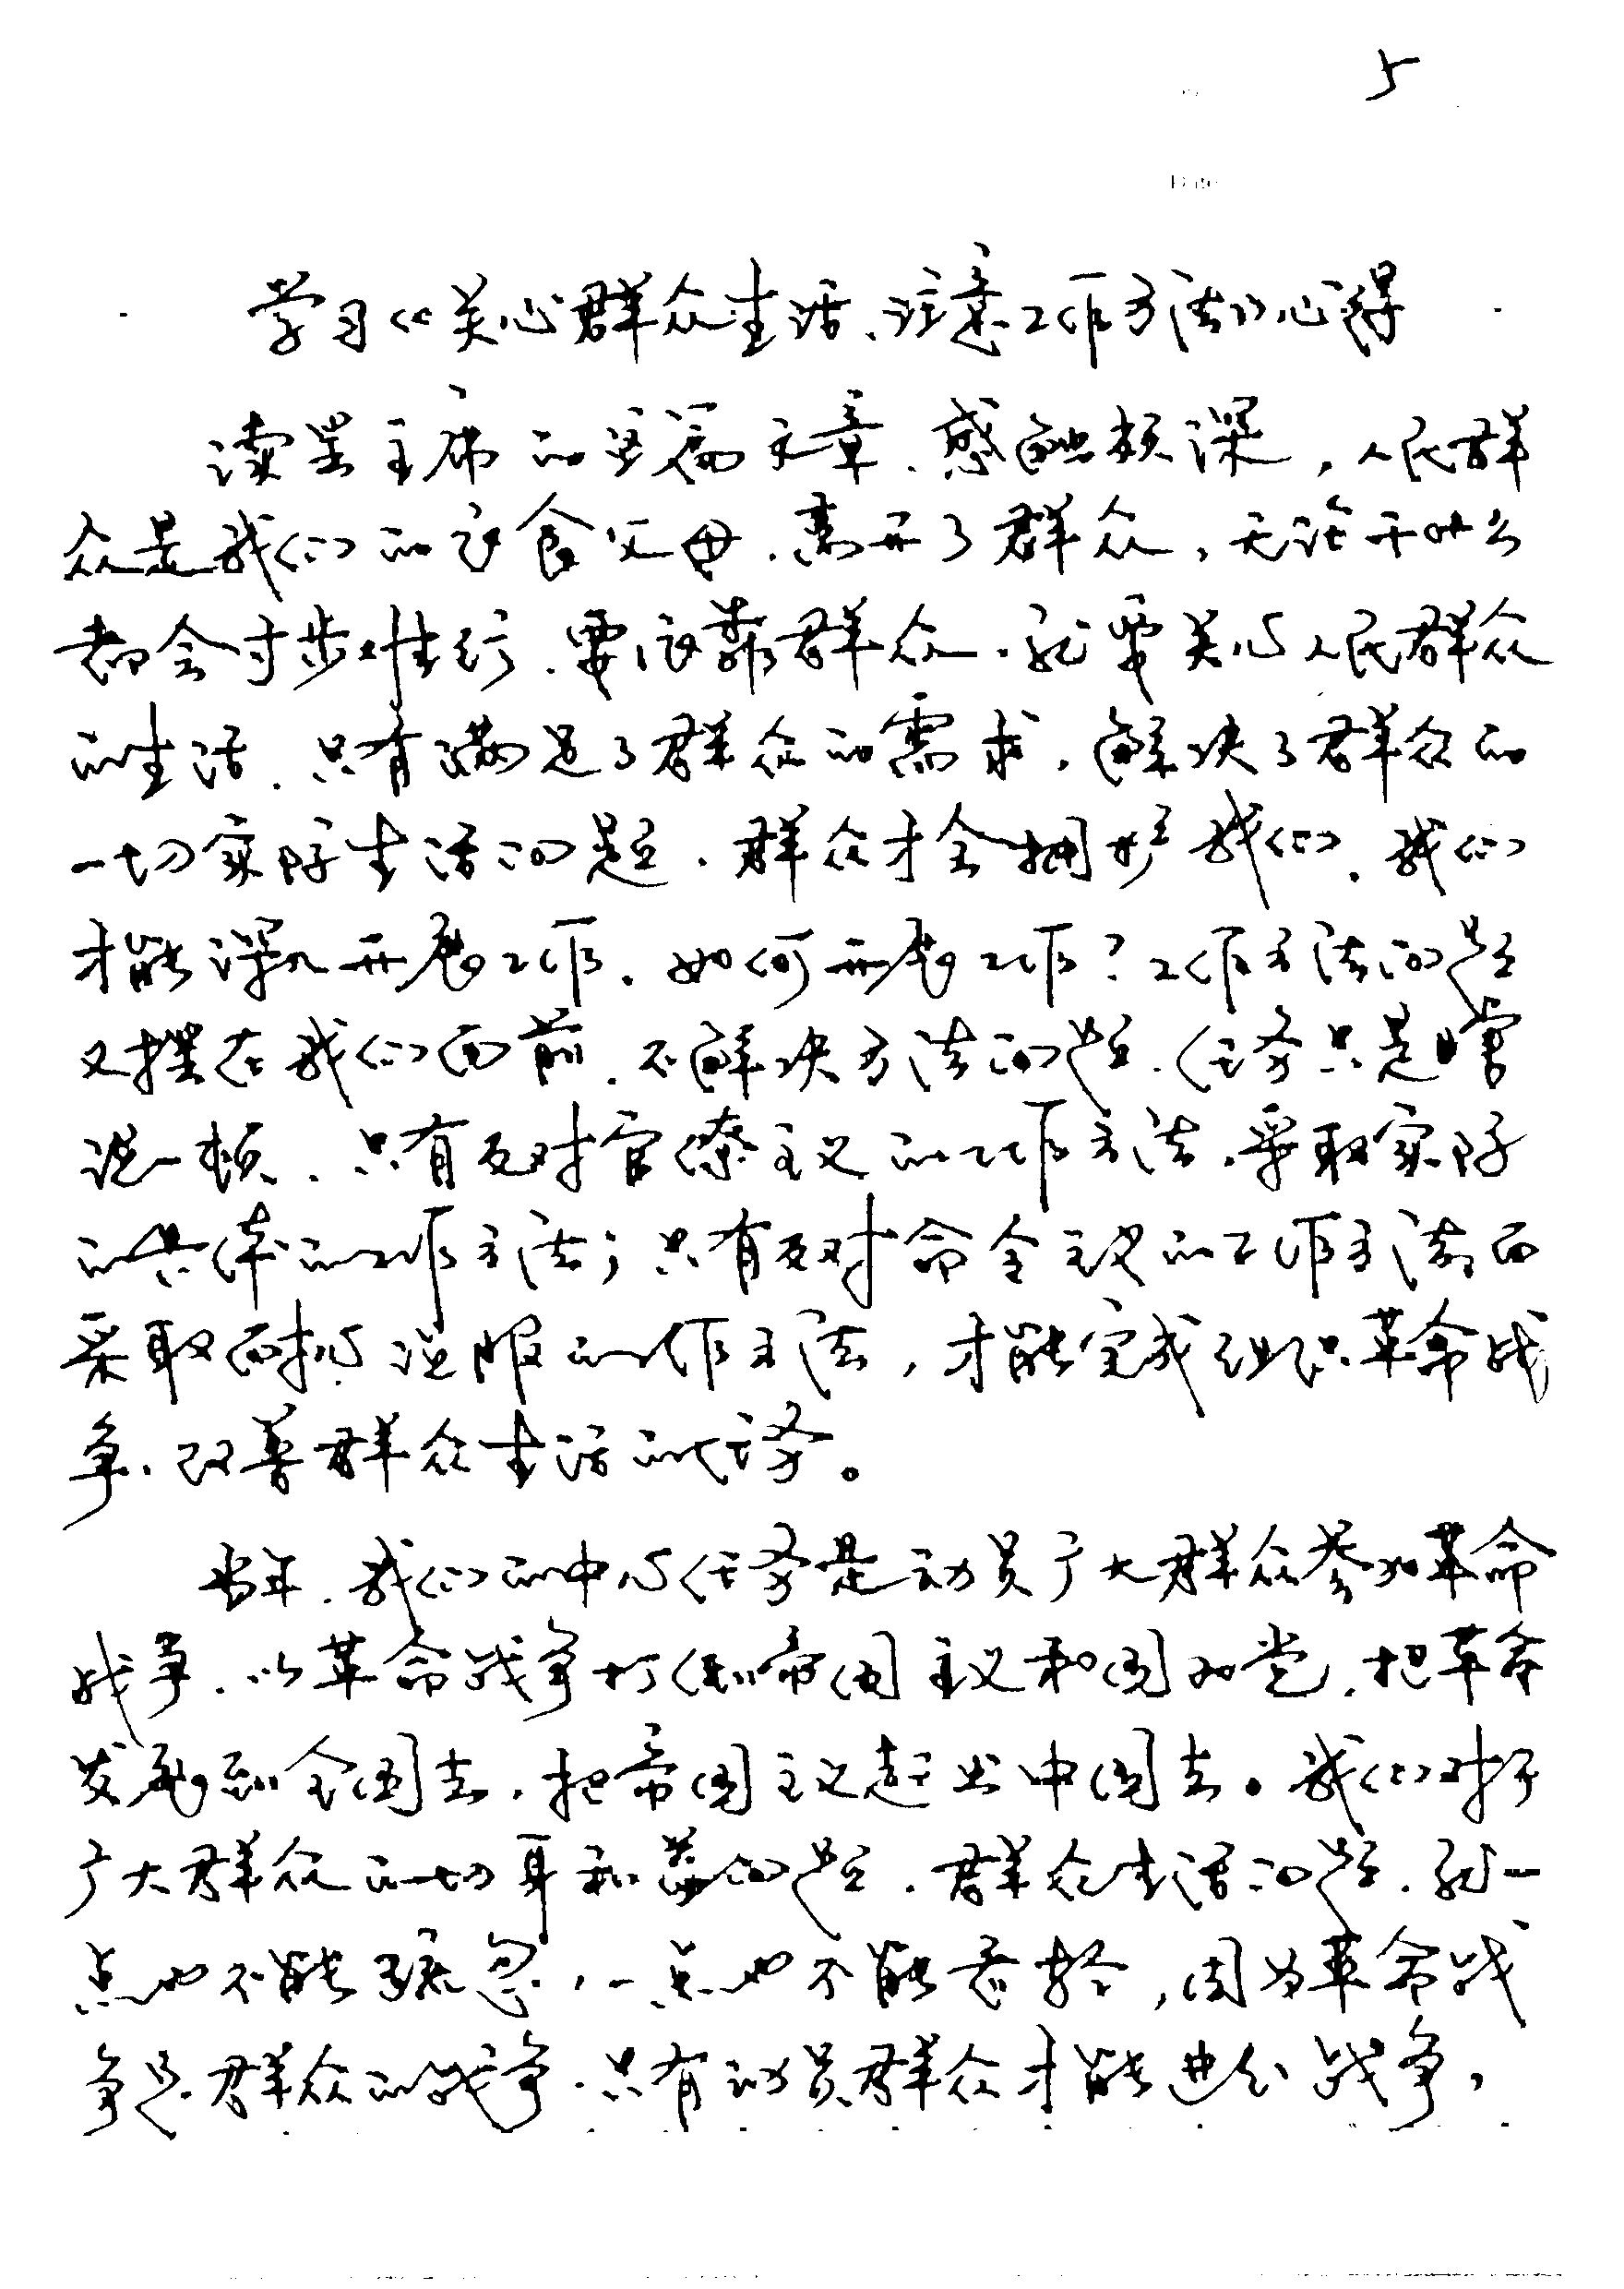 5
Date
学习《关心群众生活、注意工作方法》心得
读罢主席的这篇文章、感触颇深，人民群
众是我们的衣食父母.离开了群众，无论干什么
都会寸步难行.要依靠群众.就要关心人民群众
的生活.只有满足了群众的需求.解决了群众的
一切实际生活问题.群众才会拥护我们.我们
才能深入开展工作.如何开展工作？工作方法问题
又摆在我们面前.不解决方法问题.任务只是瞎
说一顿.只有反对官僚主义的工作方法.采取实际
的具体的工作方法；只有反对命令主义的工作方法而
采取耐心说服的工作方法，才能完成组织革命战
争.改善群众生活的任务。
当年.我们的中心任务是动员广大群众参加革命
战争.以革命战争打倒帝国主义和国民党.把革命
发展到全国去.把帝国主义赶出中国去。我们对于
广大群众的切身利益问题.群众生活问题.就一
点也不能疏忽，一点也不能看轻，因为革命战
争是群众的战争.只有动员群众才能进行战争，